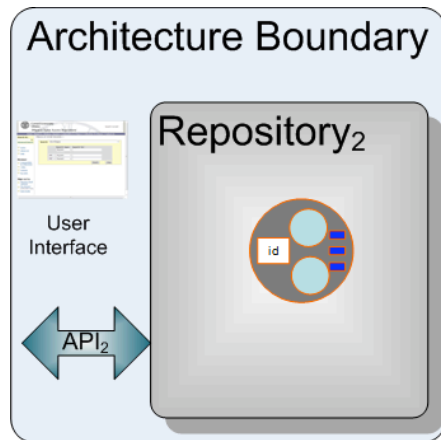 Architecture Boundary
Repository₂
User
Interface
id
API₂